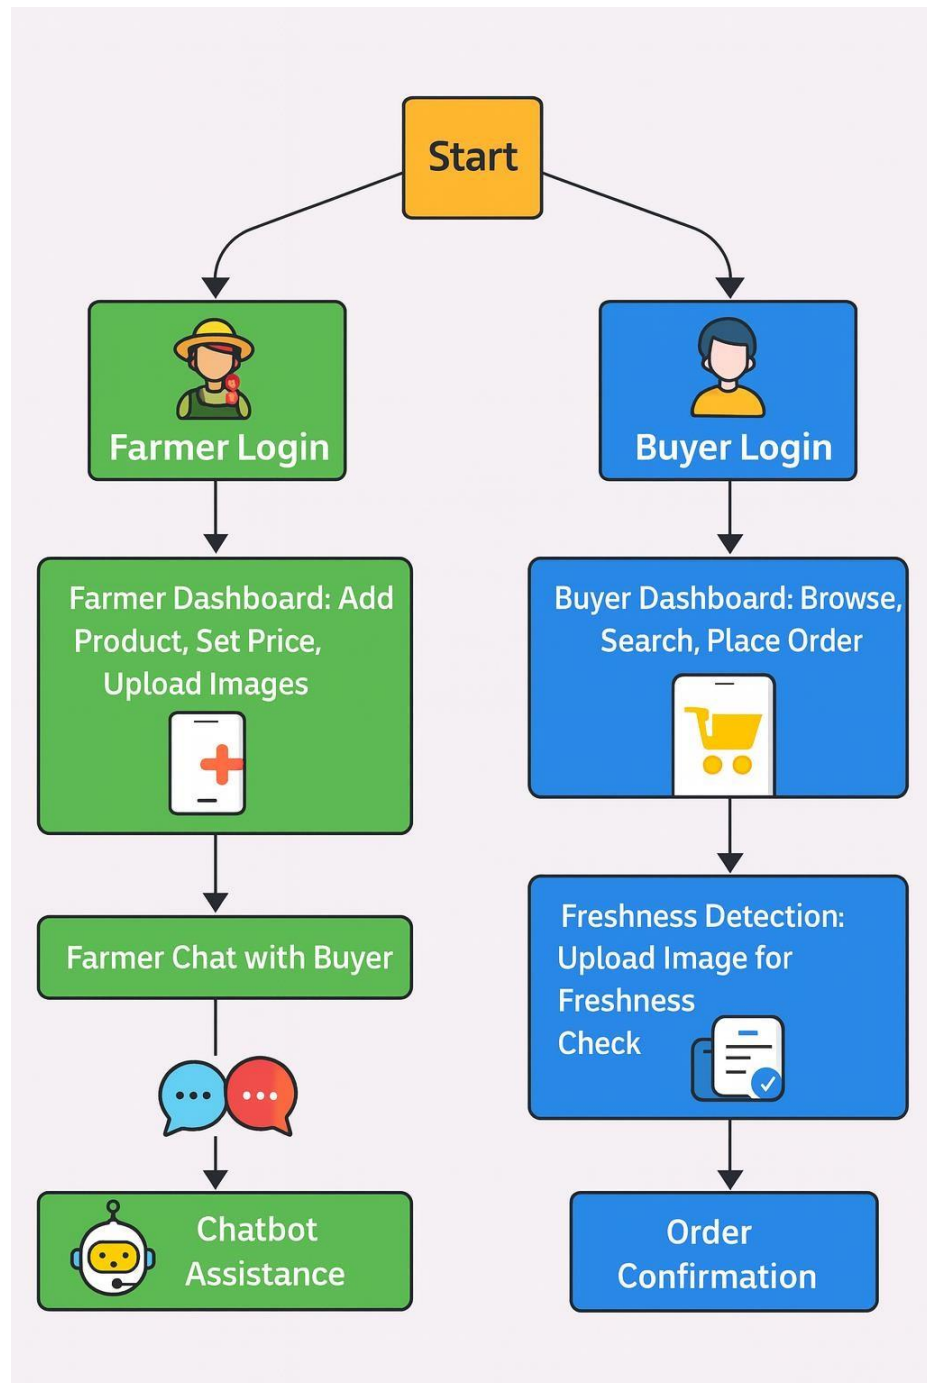 Start
Farmer Login
Farmer Dashboard: Add
Product, Set Price,
Upload Images
Farmer Chat with Buyer
Chatbot
Assistance
Buyer Login
Buyer Dashboard: Browse,
Search, Place Order
Freshness Detection:
Upload Image for
Freshness
Check
Order
Confirmation